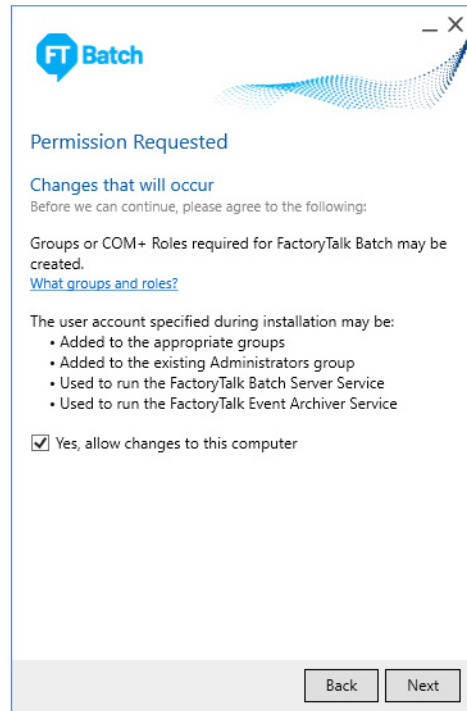 FT Batch
Permission Requested
Changes that will occur
Before we can continue, please agree to the following:
Groups or COM+ Roles required for FactoryTalk Batch may be
created.
What groups and roles?
The user account specified during installation may be:
• Added to the appropriate groups
• Added to the existing Administrators group
• Used to run the FactoryTalk Batch Server Service
• Used to run the FactoryTalk Event Archiver Service
Yes, allow changes to this computer
Back Next